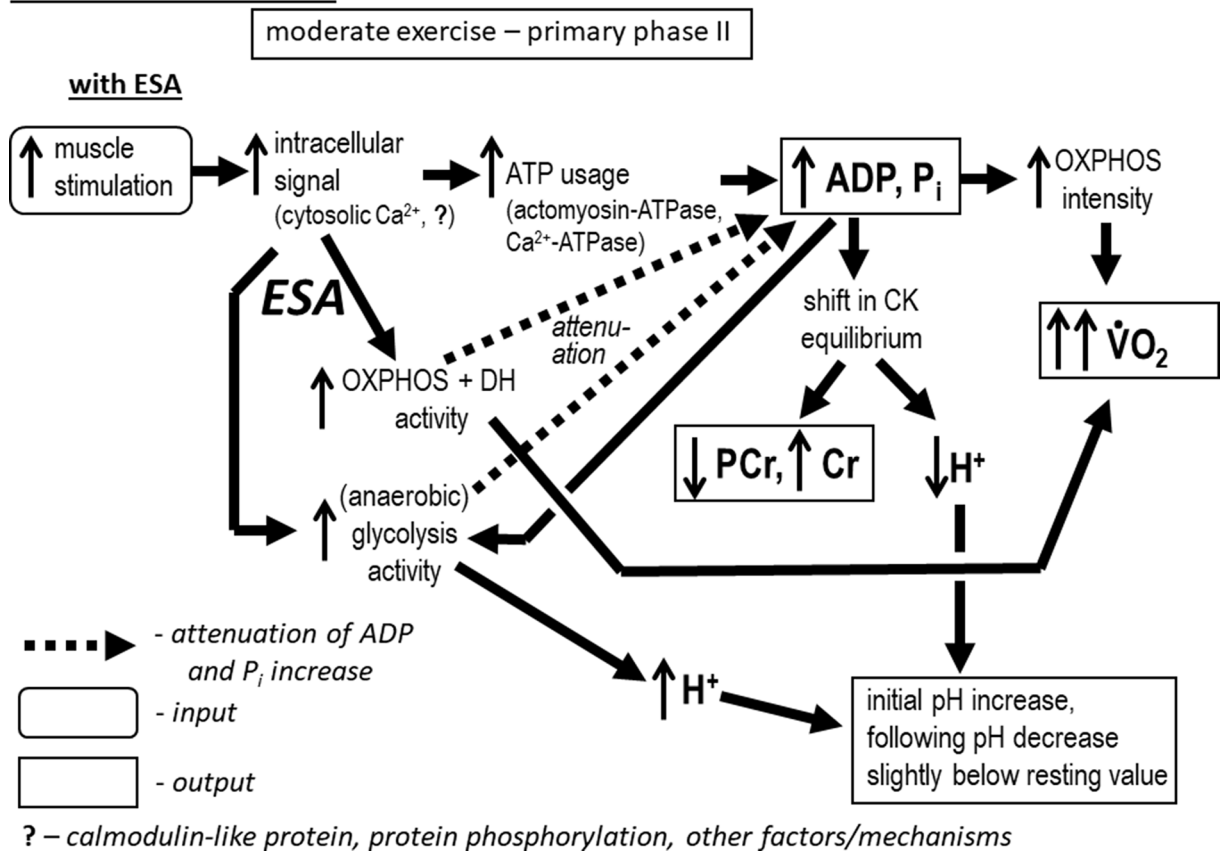 moderate exercise – primary phase II
with ESA
muscle
stimulation
intracellular
signal
(cytosolic Ca²⁺, ?)
ATP usage
(actomyosin-ATPase,
Ca²⁺-ATPase)
ADP, Pᵢ
OXPHOS
intensity
ESA
attenu-
ation
shift in CK
equilibrium
V̇O₂
OXPHOS + DH
activity
PCr, Cr
H⁺
(anaerobic)
glycolysis
activity
H⁺
initial pH increase,
following pH decrease
slightly below resting value
- attenuation of ADP
and Pᵢ increase
- input
- output
? – calmodulin-like protein, protein phosphorylation, other factors/mechanisms